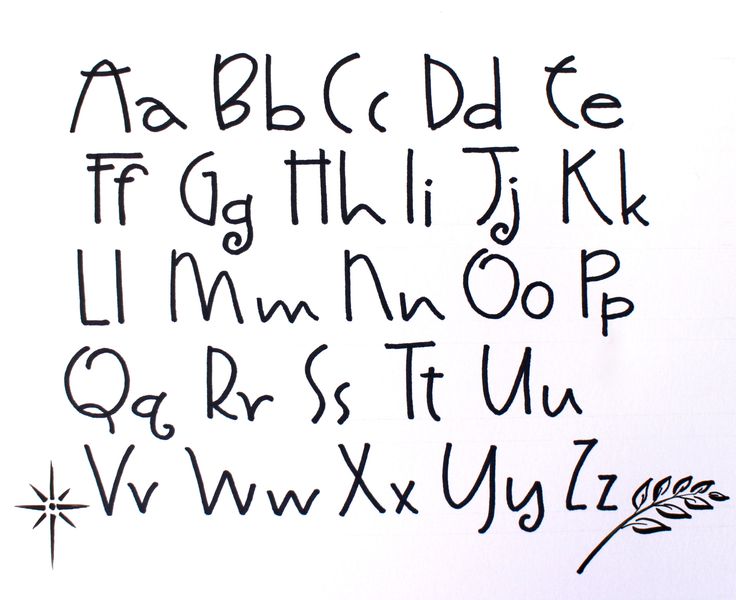 Aa Bb Cc Dd Ee
Ff Gg Hh Ii Jj Kk
Ll Mm Nn Oo Pp
Qq Rr Ss Tt Uu
Vv Ww Xx Yy Zz